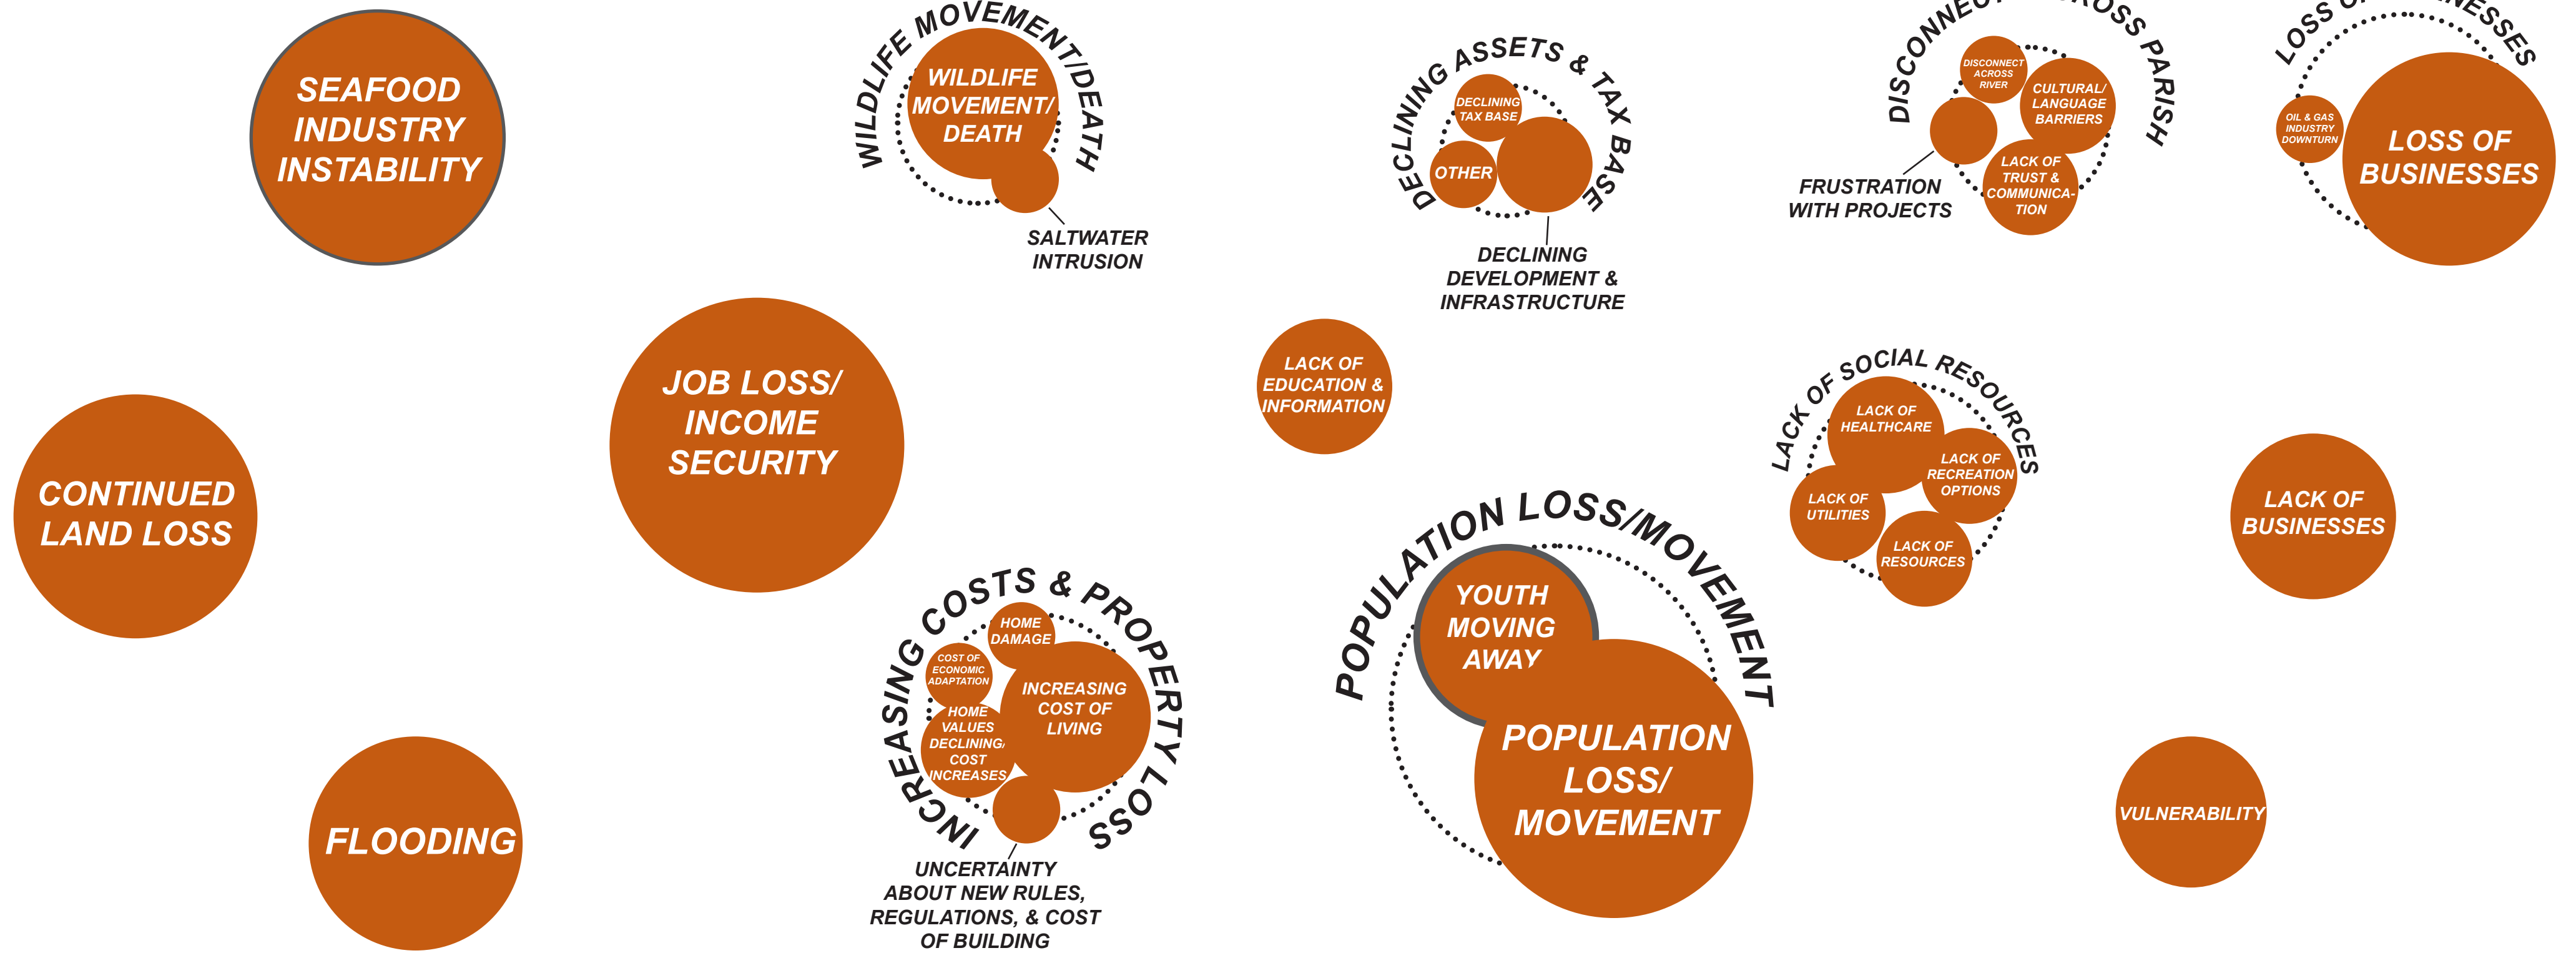 SEAFOOD
INDUSTRY
INSTABILITY
WILDLIFE MOVEMENT/DEATH
WILDLIFE
MOVEMENT/
DEATH
SALTWATER
INTRUSION
DECLINING ASSETS & TAX BASE
DECLINING
TAX BASE
OTHER
DECLINING
DEVELOPMENT &
INFRASTRUCTURE
PARISH
DISCONNECT
ACROSS
RIVER
CULTURAL/
LANGUAGE
BARRIERS
LACK OF
TRUST &
COMMUNICA-
TION
FRUSTRATION
WITH PROJECTS
LOSS
OIL & GAS
INDUSTRY
DOWNTURN
LOSS OF
BUSINESSES
CONTINUED
LAND LOSS
JOB LOSS/
INCOME
SECURITY
LACK OF
EDUCATION &
INFORMATION
LACK OF SOCIAL RESOURCES
LACK OF
HEALTHCARE
LACK OF
RECREATION
OPTIONS
LACK OF
UTILITIES
LACK OF
RESOURCES
LACK OF
BUSINESSES
FLOODING
INCREASING COSTS & PROPERTY LOSS
HOME
DAMAGE
COST OF
ECONOMIC
ADAPTATION
INCREASING
COST OF
LIVING
HOME
VALUES
DECLINING/
COST
INCREASES
UNCERTAINTY
ABOUT NEW RULES,
REGULATIONS, & COST
OF BUILDING
POPULATION LOSS/MOVEMENT
YOUTH
MOVING
AWAY
POPULATION
LOSS/
MOVEMENT
VULNERABILITY